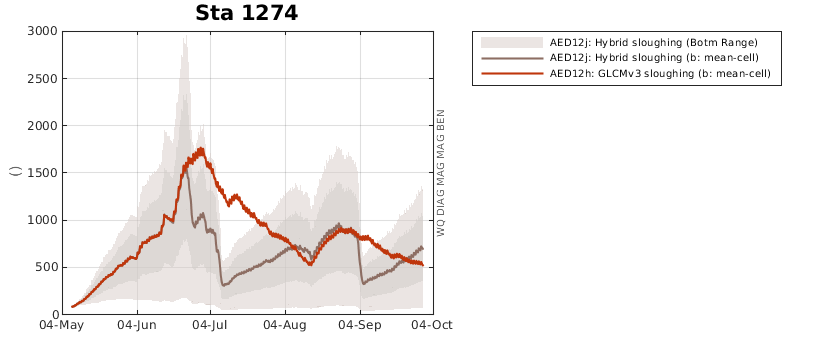 Sta 1274
3000
2500
2000
1500
1000
500
0
()
04-May 04-Jun 04-Jul 04-Aug 04-Sep 04-Oct
WQ DIAG MAG MAG BEN
AED12j: Hybrid sloughing (Botm Range)
AED12j: Hybrid sloughing (b: mean-cell)
AED12h: GLCMv3 sloughing (b: mean-cell)